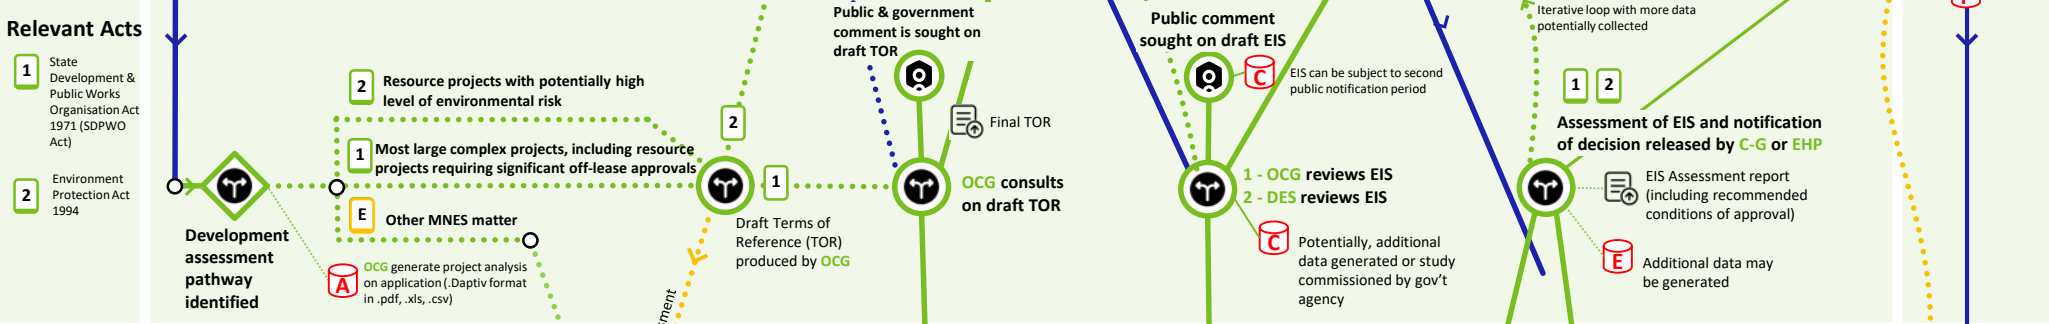 Relevant Acts
1
State
Development &
Public Works
Organisation Act
1971 (SDPWO
Act)
2
Environment
Protection Act
1994
Development
assessment
pathway
identified
2
Resource projects with potentially high
level of environmental risk
1
Most large complex projects, including resource
projects requiring significant off-lease approvals
E
Other MNES matter
A
OCG generate project analysis
on application (.Daptiv format
in .pdf, .xls, .csv)
2
1
Draft Terms of
Reference (TOR)
produced by OCG
Public & government
comment is sought on
draft TOR
Final TOR
OCG consults
on draft TOR
Public comment
sought on draft EIS
C
EIS can be subject to second
public notification period
1 - OCG reviews EIS
2 - DES reviews EIS
C
Potentially, additional
data generated or study
commissioned by gov't
agency
Iterative loop with more data
potentially collected
1 2
Assessment of EIS and notification
of decision released by C-G or EHP
EIS Assessment report
(including recommended
conditions of approval)
E
Additional data may
be generated